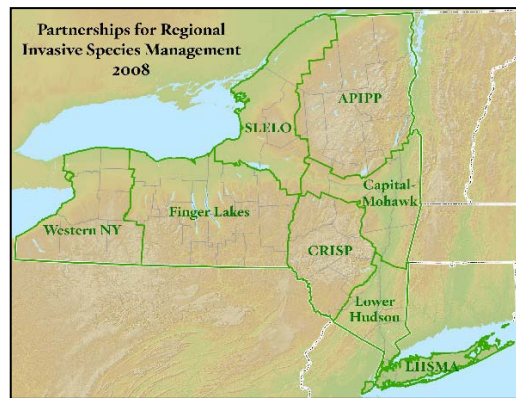 Partnerships for Regional
Invasive Species Management
2008
APIPP
SLELO
Capital-
Mohawk
Western NY
Finger Lakes
CRISP
Lower
Hudson
LIISMA